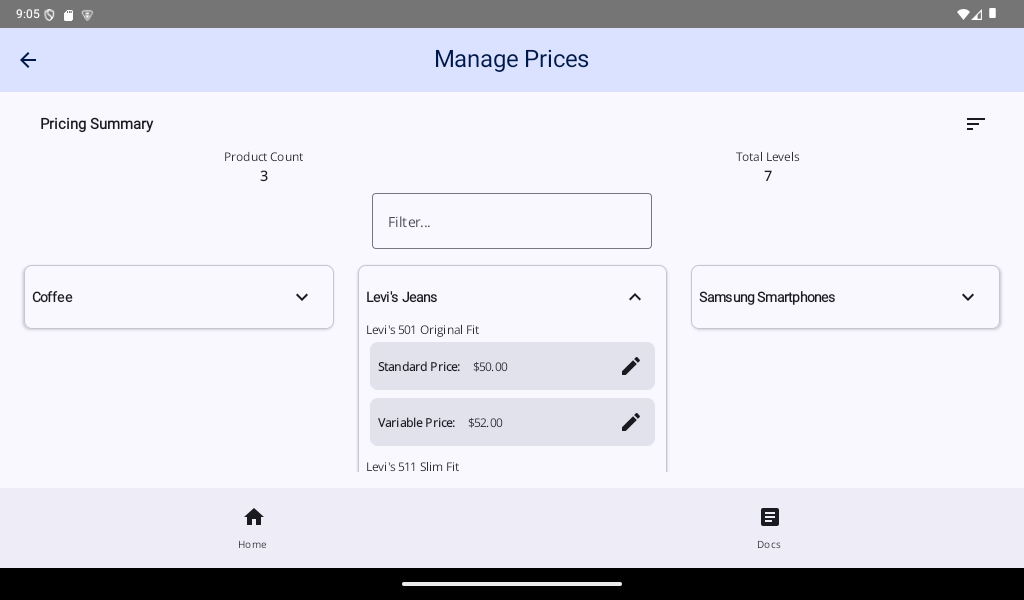 9:05
Manage Prices
Pricing Summary
Product Count
3
Total Levels
7
Filter...
Coffee
Levi's Jeans
Levi's 501 Original Fit
Standard Price: $50.00
Variable Price: $52.00
Levi's 511 Slim Fit
Samsung Smartphones
Home
Docs